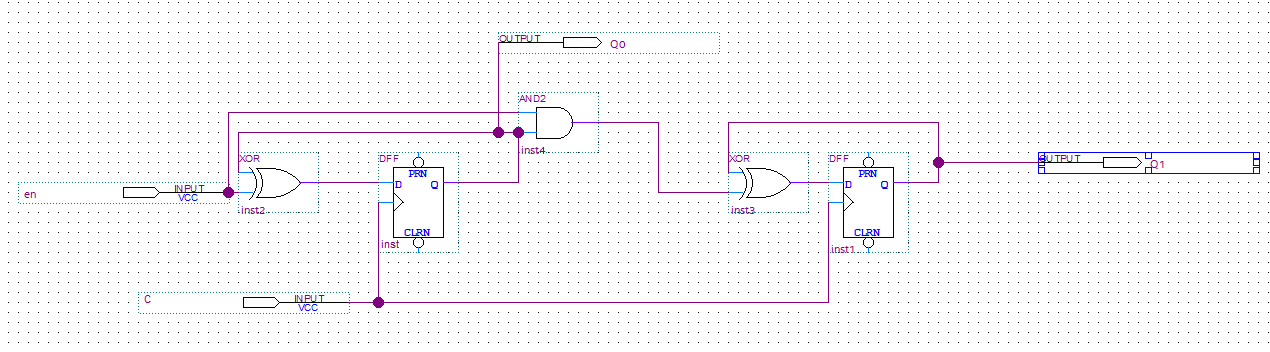 OUTPUT
Q0
AND2
inst4
XOR
inst2
DFF
PRN
D
Q
CLRN
inst
XOR
inst3
DFF
PRN
D
Q
CLRN
inst1
OUTPUT
Q1
en
INPUT
VCC
C
INPUT
VCC